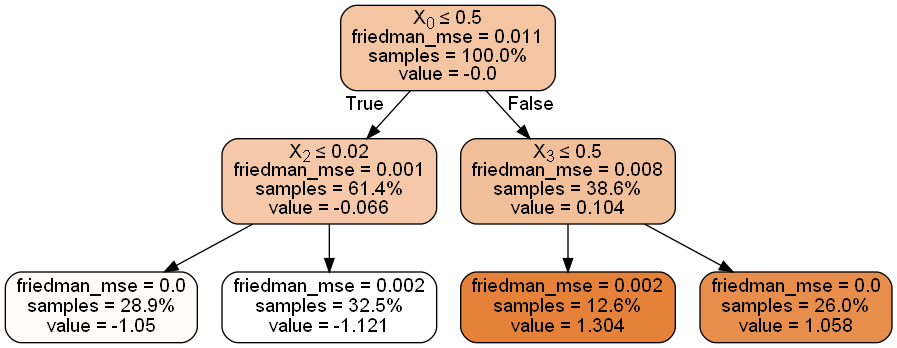 X₀ ≤ 0.5
friedman_mse = 0.011
samples = 100.0%
value = -0.0
True
False
X₂ ≤ 0.02
friedman_mse = 0.001
samples = 61.4%
value = -0.066
X₃ ≤ 0.5
friedman_mse = 0.008
samples = 38.6%
value = 0.104
friedman_mse = 0.0
samples = 28.9%
value = -1.05
friedman_mse = 0.002
samples = 32.5%
value = -1.121
friedman_mse = 0.002
samples = 12.6%
value = 1.304
friedman_mse = 0.0
samples = 26.0%
value = 1.058